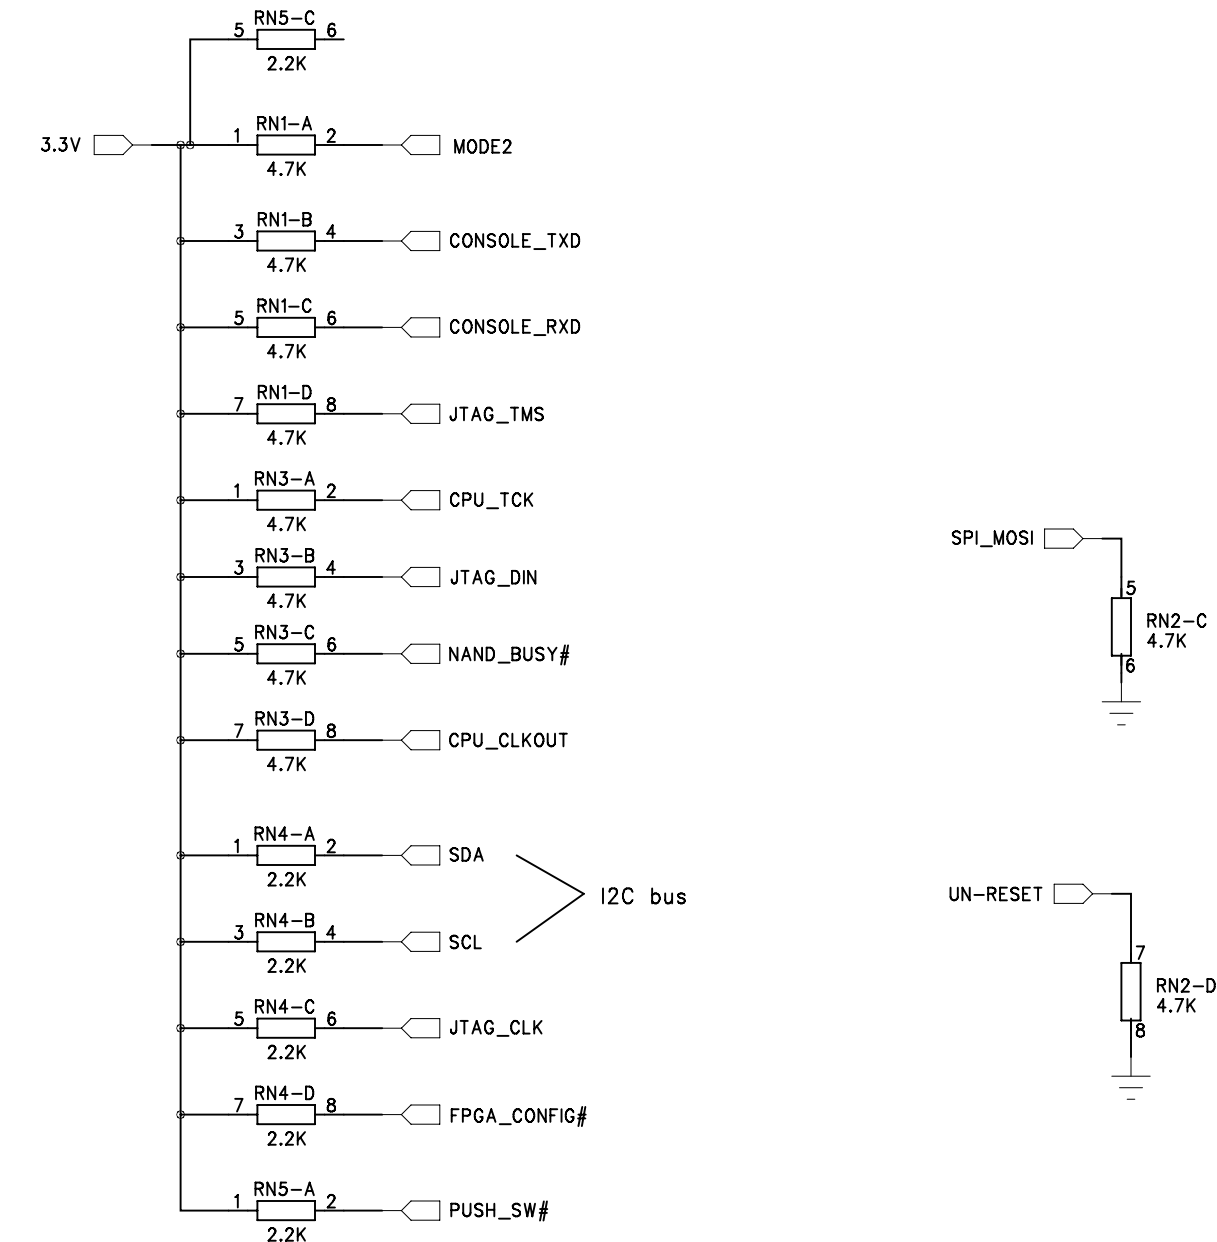 RN5-C
5 6
2.2K
RN1-A
3.3V 1 2 MODE2
4.7K
RN1-B
3 4 CONSOLE_TXD
4.7K
RN1-C
5 6 CONSOLE_RXD
4.7K
RN1-D
7 8 JTAG_TMS
4.7K
RN3-A
1 2 CPU_TCK
4.7K
RN3-B
3 4 JTAG_DIN
4.7K
RN3-C
5 6 NAND_BUSY#
4.7K
RN3-D
7 8 CPU_CLKOUT
4.7K
RN4-A
1 2 SDA
2.2K
I2C bus
RN4-B
3 4 SCL
2.2K
RN4-C
5 6 JTAG_CLK
2.2K
RN4-D
7 8 FPGA_CONFIG#
2.2K
RN5-A
1 2 PUSH_SW#
2.2K
SPI_MOSI
5
RN2-C
4.7K
6
UN-RESET
7
RN2-D
4.7K
8